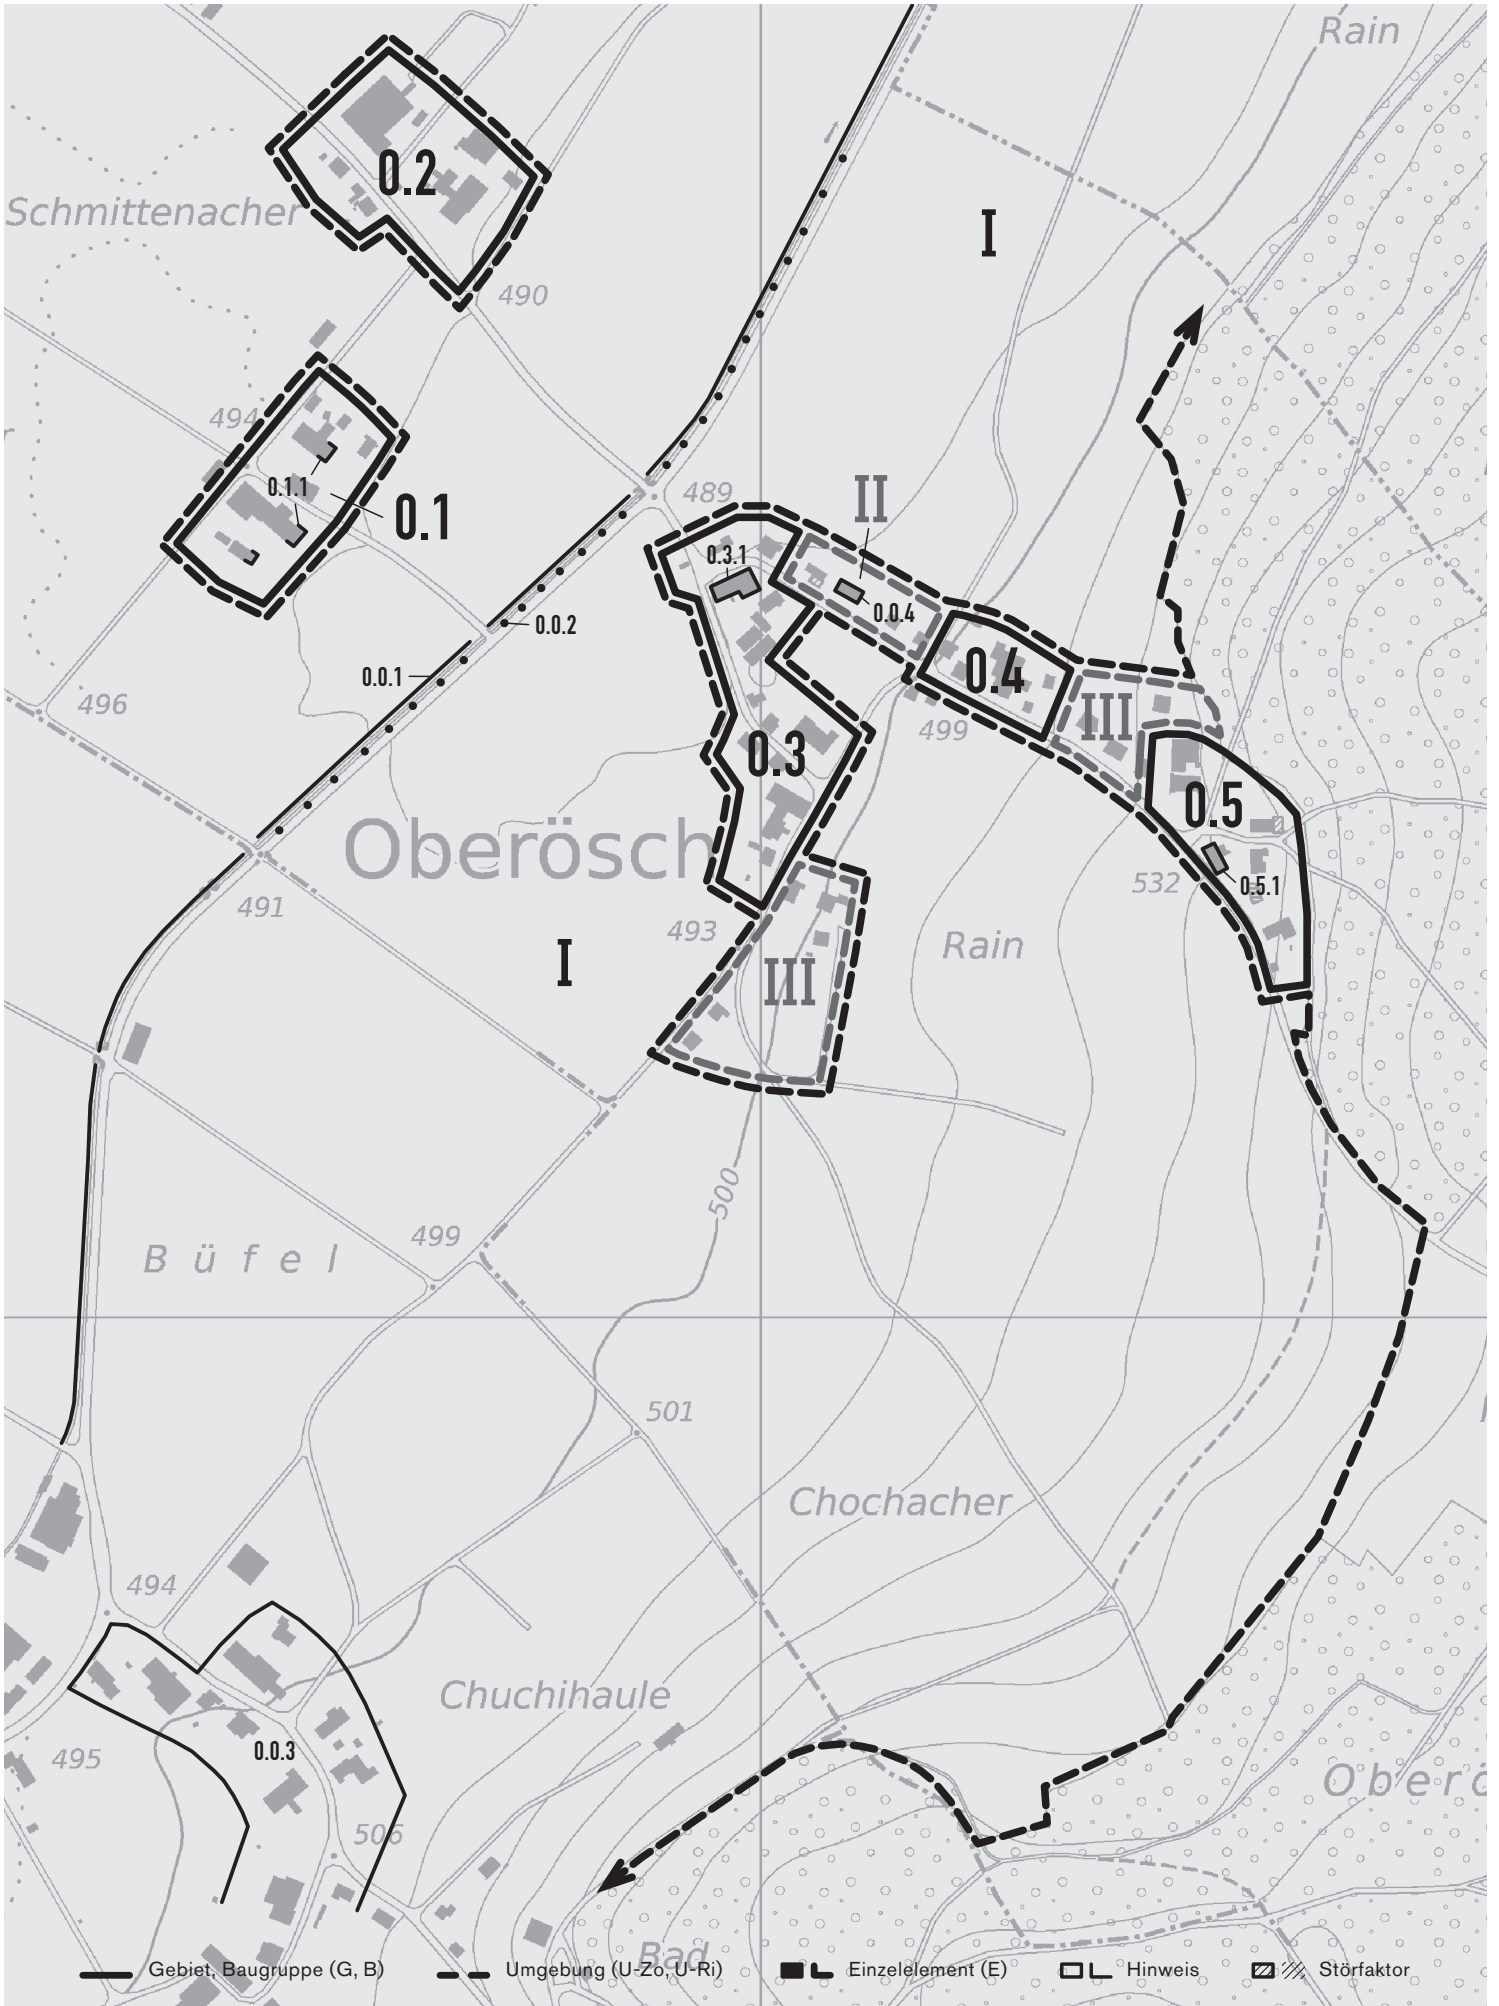 Rain
0.2
Schmittenacher
I
490
494
0.1.1
0.1
489
II
0.3.1
0.0.4
0.0.2
0.0.1
0.4
496
III
499
0.3
0.5
Oberösch
532
0.5.1
491
493
Rain
I
III
500
499
Büfel
501
Chochacher
494
Chuchihaule
495
0.0.3
Oberö
506
Bad
Gebiet, Baugruppe (G, B)
Umgebung (U-Zo, U-Ri)
Einzelelement (E)
Hinweis
Störfaktor